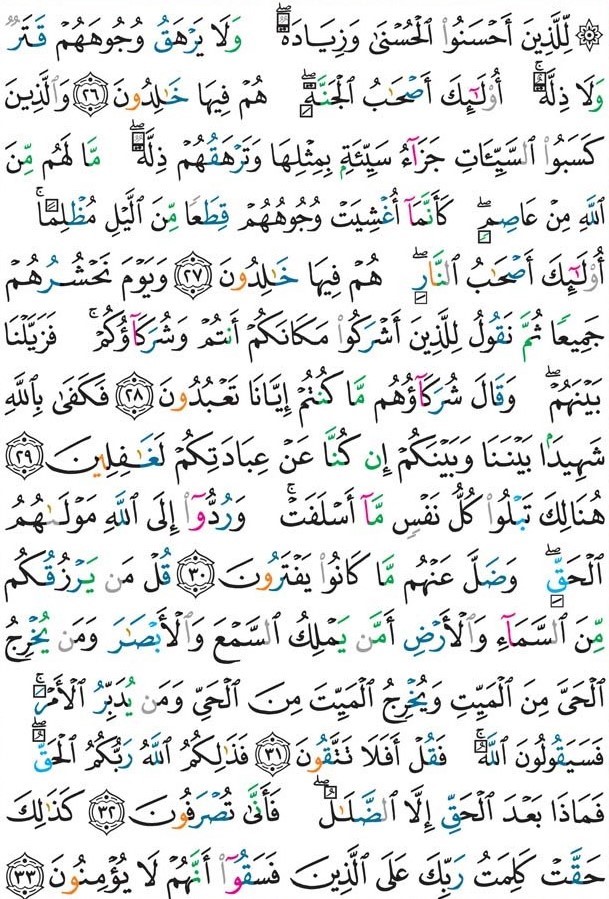 ۞ لِّلَّذِينَ أَحۡسَنُواْ ٱلۡحُسۡنَىٰ وَزِيَادَةٞۖ وَلَا يَرۡهَقُ وُجُوهَهُمۡ قَتَرٞ
وَلَا ذِلَّةٌۚ أُوْلَٰٓئِكَ أَصۡحَٰبُ ٱلۡجَنَّةِۖ هُمۡ فِيهَا خَٰلِدُونَ ٢٦ وَٱلَّذِينَ
كَسَبُواْ ٱلسَّيِّـَٔاتِ جَزَآءُ سَيِّئَةِۭ بِمِثۡلِهَا وَتَرۡهَقُهُمۡ ذِلَّةٞۖ مَّا لَهُم مِّنَ
ٱللَّهِ مِنۡ عَاصِمٖۖ كَأَنَّمَآ أُغۡشِيَتۡ وُجُوهُهُمۡ قِطَعٗا مِّنَ ٱلَّيۡلِ مُظۡلِمًاۚ
أُوْلَٰٓئِكَ أَصۡحَٰبُ ٱلنَّارِۖ هُمۡ فِيهَا خَٰلِدُونَ ٢٧ وَيَوۡمَ نَحۡشُرُهُمۡ
جَمِيعٗا ثُمَّ نَقُولُ لِلَّذِينَ أَشۡرَكُواْ مَكَانَكُمۡ أَنتُمۡ وَشُرَكَآؤُكُمۡۚ فَزَيَّلۡنَا
بَيۡنَهُمۡۖ وَقَالَ شُرَكَآؤُهُم مَّا كُنتُمۡ إِيَّانَا تَعۡبُدُونَ ٢٨ فَكَفَىٰ بِٱللَّهِ
شَهِيدَۢا بَيۡنَنَا وَبَيۡنَكُمۡ إِن كُنَّا عَنۡ عِبَادَتِكُمۡ لَغَٰفِلِينَ ٢٩
هُنَالِكَ تَبۡلُواْ كُلُّ نَفۡسٖ مَّآ أَسۡلَفَتۡۚ وَرُدُّوٓاْ إِلَى ٱللَّهِ مَوۡلَىٰهُمُ
ٱلۡحَقِّۖ وَضَلَّ عَنۡهُم مَّا كَانُواْ يَفۡتَرُونَ ٣٠ قُلۡ مَن يَرۡزُقُكُم
مِّنَ ٱلسَّمَآءِ وَٱلۡأَرۡضِ أَمَّن يَمۡلِكُ ٱلسَّمۡعَ وَٱلۡأَبۡصَٰرَ وَمَن يُخۡرِجُ
ٱلۡحَيَّ مِنَ ٱلۡمَيِّتِ وَيُخۡرِجُ ٱلۡمَيِّتَ مِنَ ٱلۡحَيِّ وَمَن يُدَبِّرُ ٱلۡأَمۡرَۚ
فَسَيَقُولُونَ ٱللَّهُۚ فَقُلۡ أَفَلَا تَتَّقُونَ ٣١ فَذَٰلِكُمُ ٱللَّهُ رَبُّكُمُ ٱلۡحَقُّۖ
فَمَاذَا بَعۡدَ ٱلۡحَقِّ إِلَّا ٱلضَّلَٰلُۖ فَأَنَّىٰ تُصۡرَفُونَ ٣٢ كَذَٰلِكَ
حَقَّتۡ كَلِمَتُ رَبِّكَ عَلَى ٱلَّذِينَ فَسَقُوٓاْ أَنَّهُمۡ لَا يُؤۡمِنُونَ ٣٣